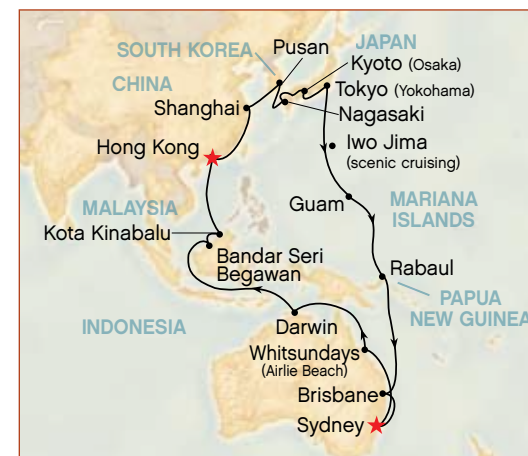 SOUTH KOREA
Pusan
JAPAN
Kyoto (Osaka)
CHINA
Tokyo (Yokohama)
Shanghai
Nagasaki
Hong Kong
Iwo Jima
(scenic cruising)
Guam
MARIANA
ISLANDS
MALAYSIA
Kota Kinabalu
Bandar Seri
Begawan
Rabaul
PAPUA
NEW GUINEA
INDONESIA
Darwin
Whitsundays
(Airlie Beach)
Brisbane
Sydney